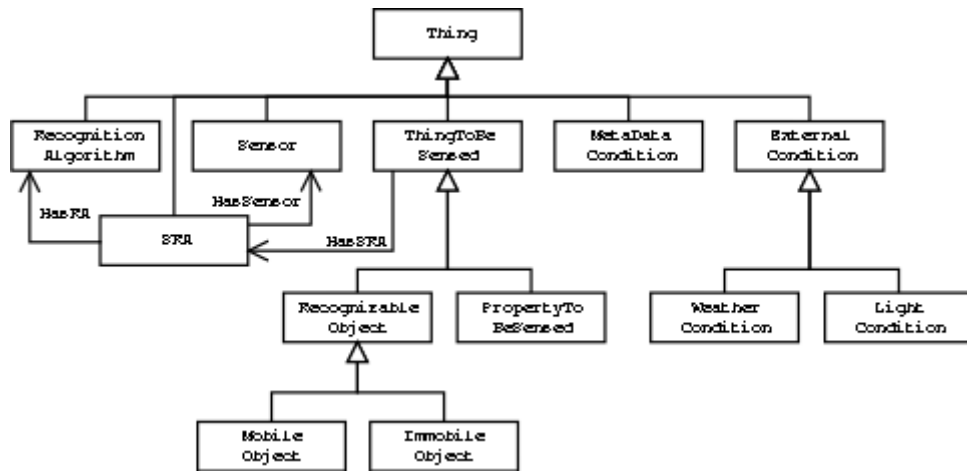 Thing
Recognition
Algorithm
Sensor
ThingToBe
Sensed
MetaData
Condition
External
Condition
HasRA
HasSensor
SRA
HasSRA
Recognizable
Object
PropertyTo
BeSensed
Weather
Condition
Light
Condition
Mobile
Object
Immobile
Object